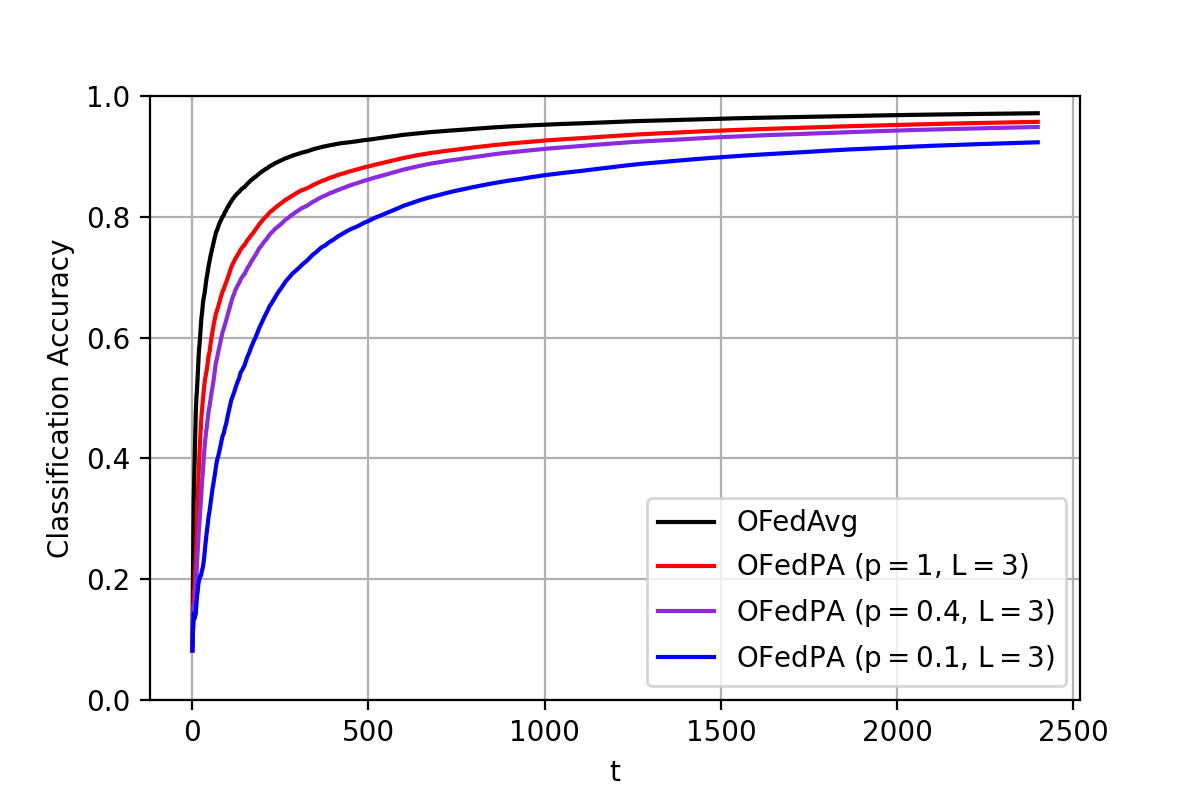 1.0
0.8
0.6
0.4
0.2
0.0
Classification Accuracy
OFedAvg
OFedPA (p = 1, L = 3)
OFedPA (p = 0.4, L = 3)
OFedPA (p = 0.1, L = 3)
0 500 1000 1500 2000 2500
t